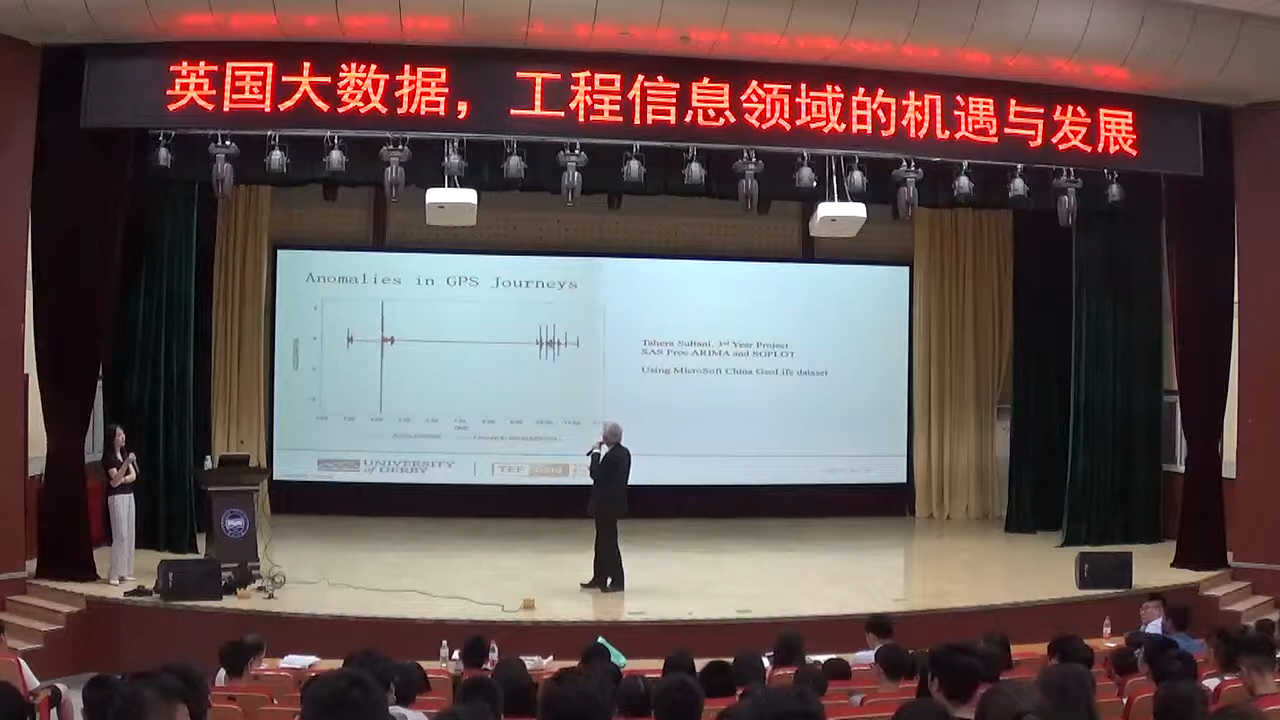 英国大数据，工程信息领域的机遇与发展
Anomalies in GPS Journeys
Tahera Sultani, 3rd Year Project
SAS Proc ARIMA and SGPLOT
Using MicroSoft China GeoLife dataset
UNIVERSITY
of DERBY
TEF Gold